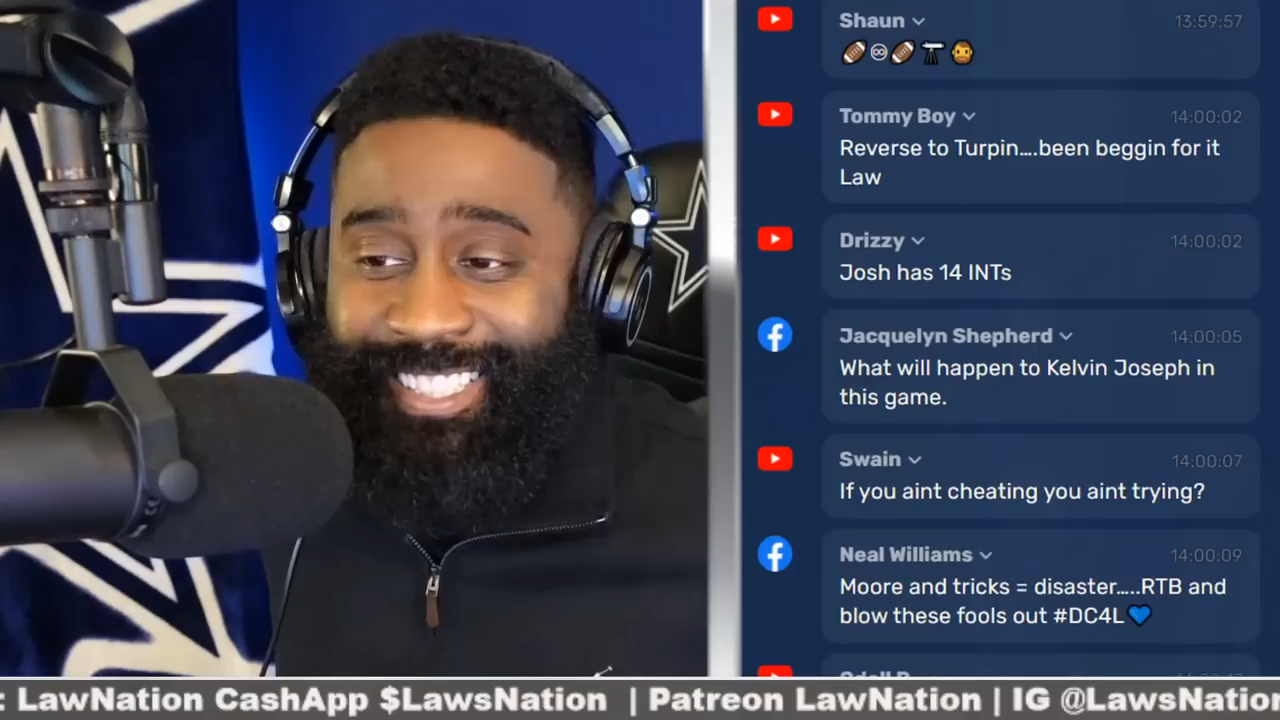 Shaun
13:59:57
Tommy Boy
14:00:02
Reverse to Turpin....been beggin for it
Law
Drizzy
14:00:02
Josh has 14 INTs
Jacquelyn Shepherd
14:00:05
What will happen to Kelvin Joseph in
this game.
Swain
14:00:07
If you aint cheating you aint trying?
Neal Williams
14:00:09
Moore and tricks = disaster.....RTB and
blow these fools out #DC4L💙
: LawNation CashApp $LawsNation | Patreon LawNation | IG @LawsNation